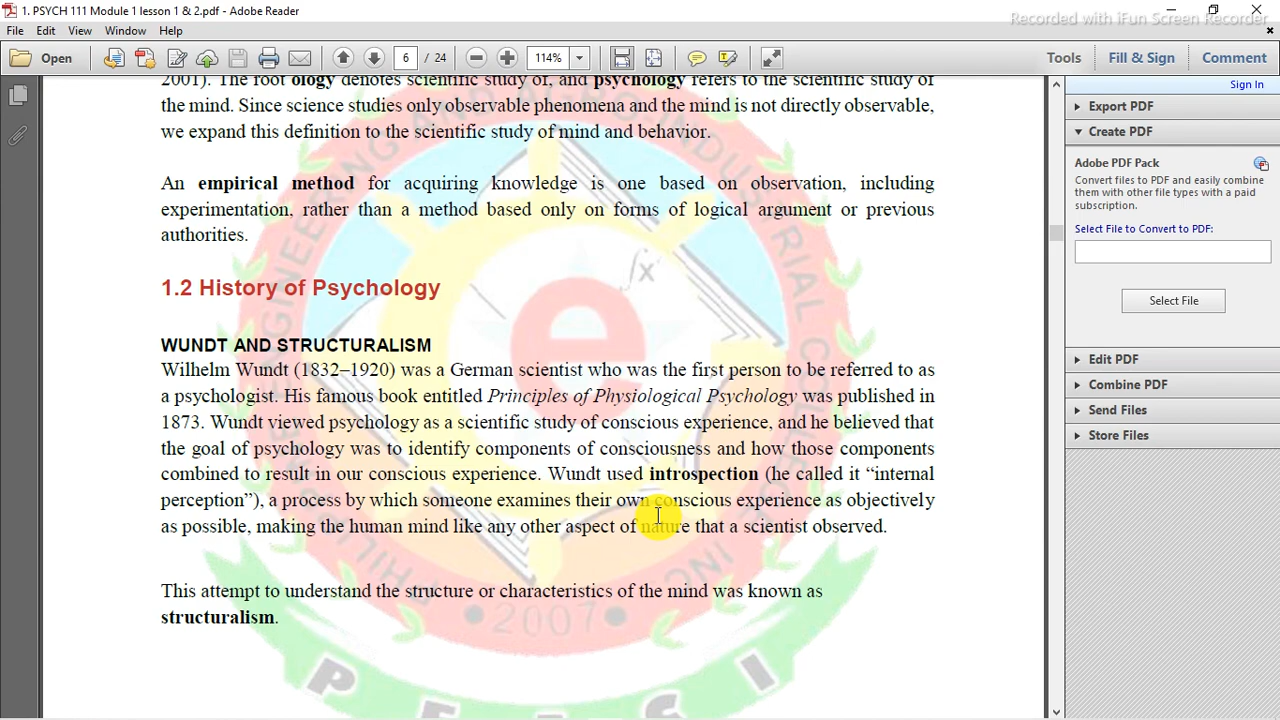 1. PSYCH 111 Module 1 lesson 1 & 2.pdf - Adobe Reader
Recorded with iFun Screen Recorder
File Edit View Window Help
Open 6 / 24 114% Tools Fill & Sign Comment
2001). The root ology denotes scientific study of, and psychology refers to the scientific study of
the mind. Since science studies only observable phenomena and the mind is not directly observable,
we expand this definition to the scientific study of mind and behavior.
An empirical method for acquiring knowledge is one based on observation, including
experimentation, rather than a method based only on forms of logical argument or previous
authorities.
1.2 History of Psychology
WUNDT AND STRUCTURALISM
Wilhelm Wundt (1832–1920) was a German scientist who was the first person to be referred to as
a psychologist. His famous book entitled Principles of Physiological Psychology was published in
1873. Wundt viewed psychology as a scientific study of conscious experience, and he believed that
the goal of psychology was to identify components of consciousness and how those components
combined to result in our conscious experience. Wundt used introspection (he called it “internal
perception”), a process by which someone examines their own conscious experience as objectively
as possible, making the human mind like any other aspect of nature that a scientist observed.
This attempt to understand the structure or characteristics of the mind was known as
structuralism.
Sign In
Export PDF
Create PDF
Adobe PDF Pack
Convert files to PDF and easily combine
them with other file types with a paid
subscription.
Select File to Convert to PDF:
Select File
Edit PDF
Combine PDF
Send Files
Store Files
e
fx
2007
INC
P E I S I